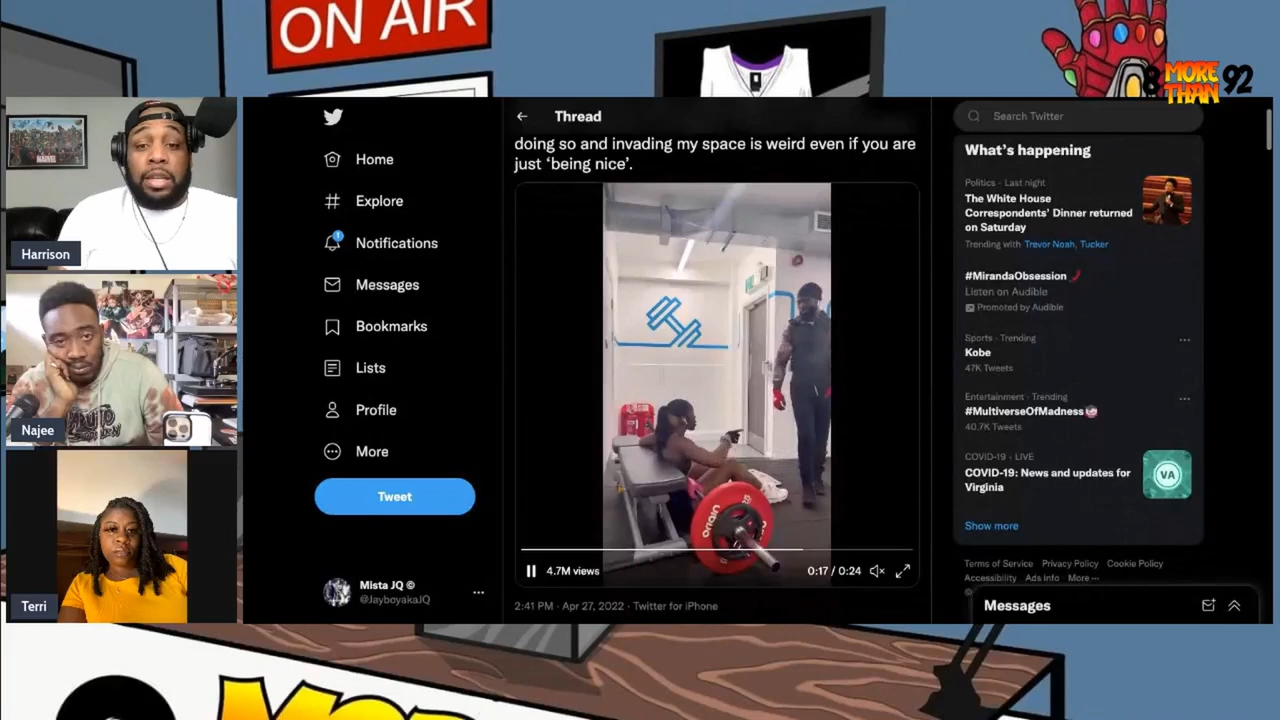 ON AIR
MORE
THAN
92
MARVEL
Harrison
Najee
Terri
Home
Explore
Notifications
Messages
Bookmarks
Lists
Profile
More
Tweet
Mista JQ ©
@JayboyakaJQ
Thread
doing so and invading my space is weird even if you are
just ‘being nice’.
4.7M views
0:17 / 0:24
2:41 PM · Apr 27, 2022 · Twitter for iPhone
Search Twitter
What’s happening
Politics · Last night
The White House
Correspondents’ Dinner returned
on Saturday
Trending with Trevor Noah, Tucker
#MirandaObsession
Listen on Audible
Promoted by Audible
Sports · Trending
Kobe
47K Tweets
Entertainment · Trending
#MultiverseOfMadness
40.7K Tweets
COVID-19 · LIVE
COVID-19: News and updates for
Virginia
VA
Show more
Terms of Service Privacy Policy Cookie Policy
Accessibility Ads info More ···
Messages